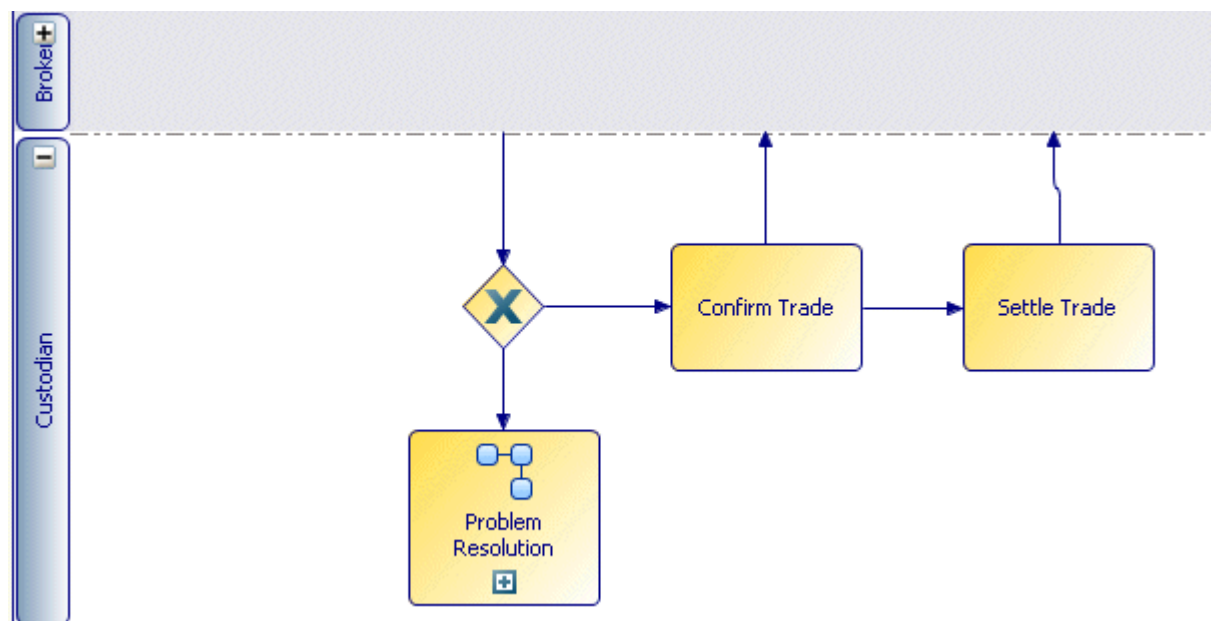 Broker
Custodian
X
Confirm Trade
Settle Trade
Problem
Resolution